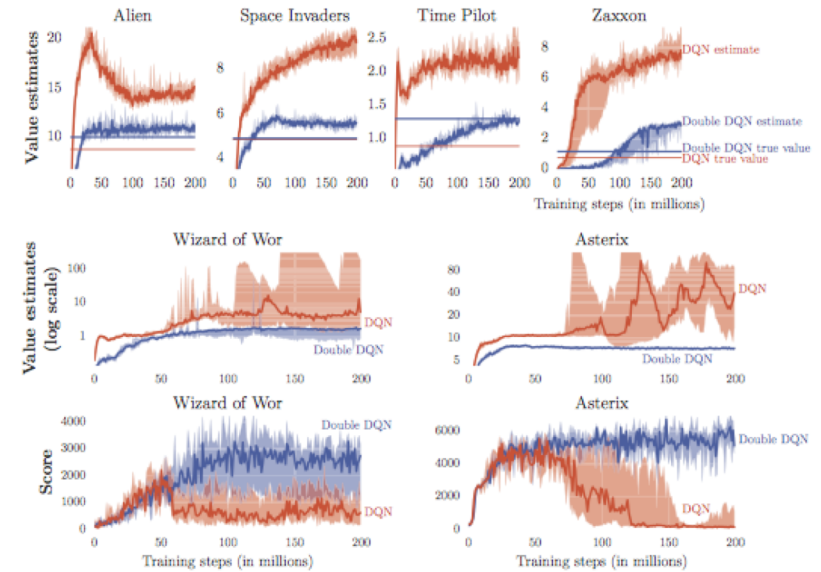 Alien Space Invaders Time Pilot Zaxxon
Value estimates
20
15
10
0 50 100 150 200
8
6
4
0 50 100 150 200
2.5
2.0
1.5
1.0
0 50 100 150 200
8
6
4
2
0
0 50 100 150 200
DQN estimate
Double DQN estimate
Double DQN true value
DQN true value
Training steps (in millions)
Wizard of Wor Asterix
Value estimates
(log scale)
100
10
1
DQN
Double DQN
0 50 100 150 200
80
40
20
10
5
DQN
Double DQN
0 50 100 150 200
Wizard of Wor Asterix
Score
4000
3000
2000
1000
0
Double DQN
DQN
0 50 100 150 200
Training steps (in millions)
6000
4000
2000
0
Double DQN
DQN
0 50 100 150 200
Training steps (in millions)